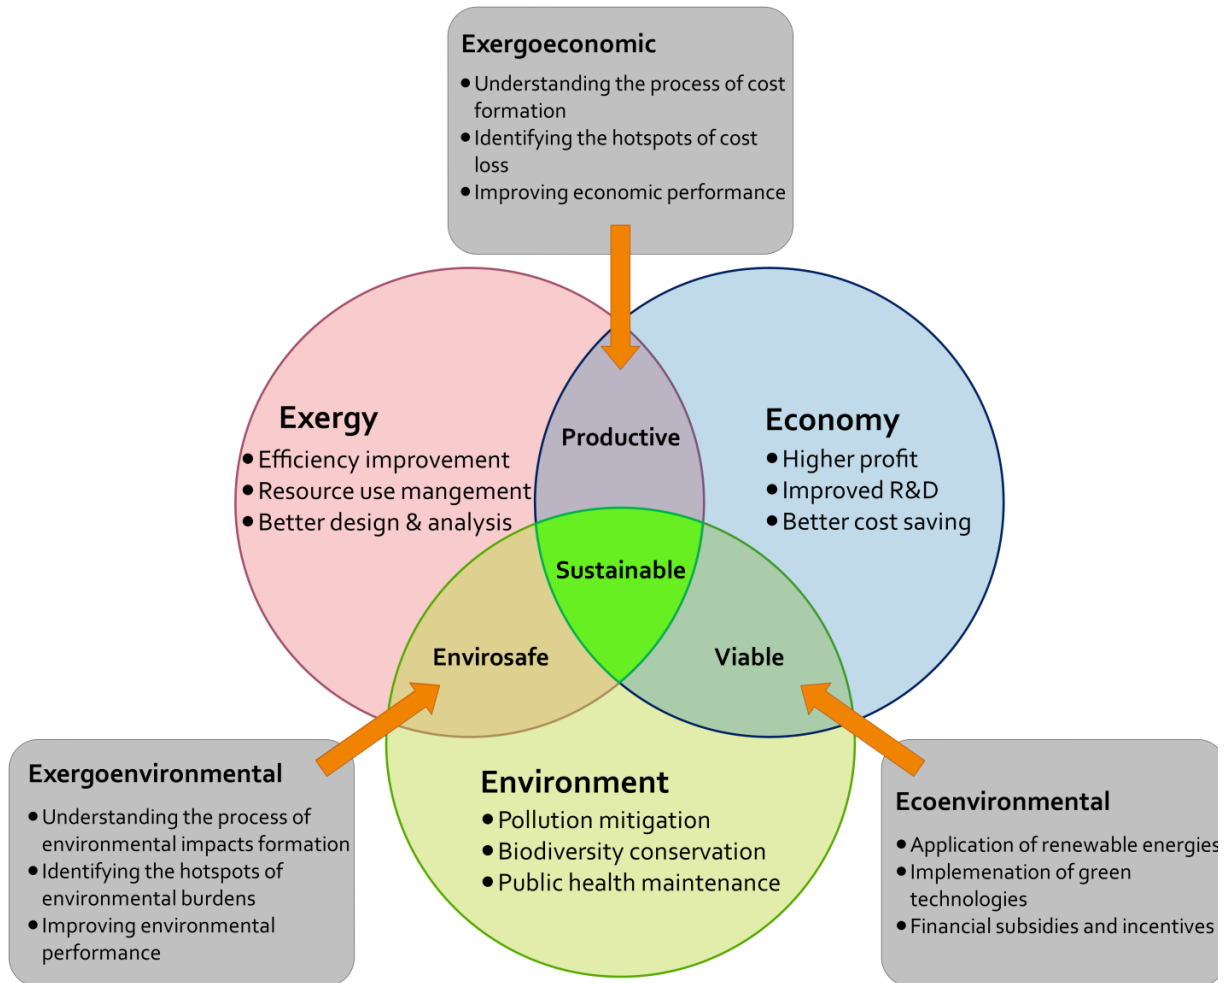 Exergoeconomic
● Understanding the process of cost
formation
● Identifying the hotspots of cost
loss
● Improving economic performance
Exergy
● Efficiency improvement
● Resource use mangement
● Better design & analysis
Productive
Economy
● Higher profit
● Improved R&D
● Better cost saving
Sustainable
Envirosafe
Viable
Exergoenvironmental
● Understanding the process of
environmental impacts formation
● Identifying the hotspots of
environmental burdens
● Improving environmental
performance
Environment
● Pollution mitigation
● Biodiversity conservation
● Public health maintenance
Ecoenvironmental
● Application of renewable energies
● Implemenation of green
technologies
● Financial subsidies and incentives